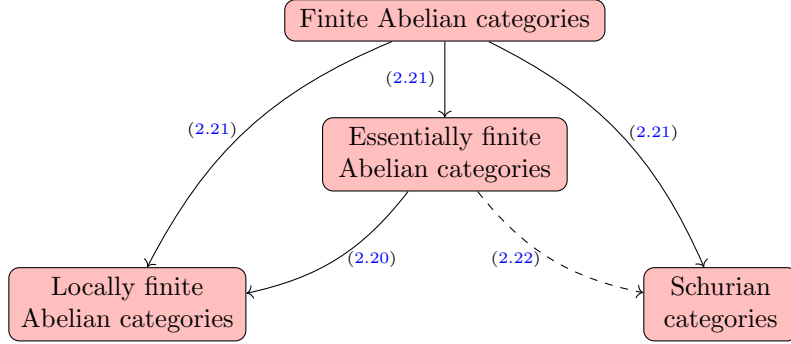 Finite Abelian categories
(2.21)
(2.21)
(2.21)
Essentially finite
Abelian categories
(2.20)
(2.22)
Locally finite
Abelian categories
Schurian
categories